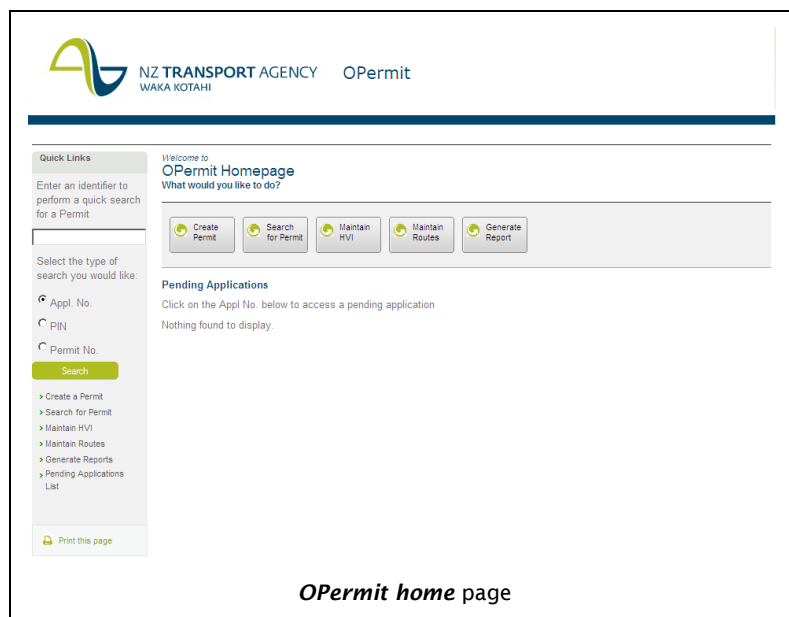 NZ TRANSPORT AGENCY
WAKA KOTAHI
OPermit
Quick Links
Enter an identifier to
perform a quick search
for a Permit
Select the type of
search you would like:
Appl. No.
PIN
Permit No.
Search
Create a Permit
Search for Permit
Maintain HVI
Maintain Routes
Generate Reports
Pending Applications
List
Print this page
Welcome to
OPermit Homepage
What would you like to do?
Create
Permit
Search
for Permit
Maintain
HVI
Maintain
Routes
Generate
Report
Pending Applications
Click on the Appl No. below to access a pending application
Nothing found to display.
OPermit home page